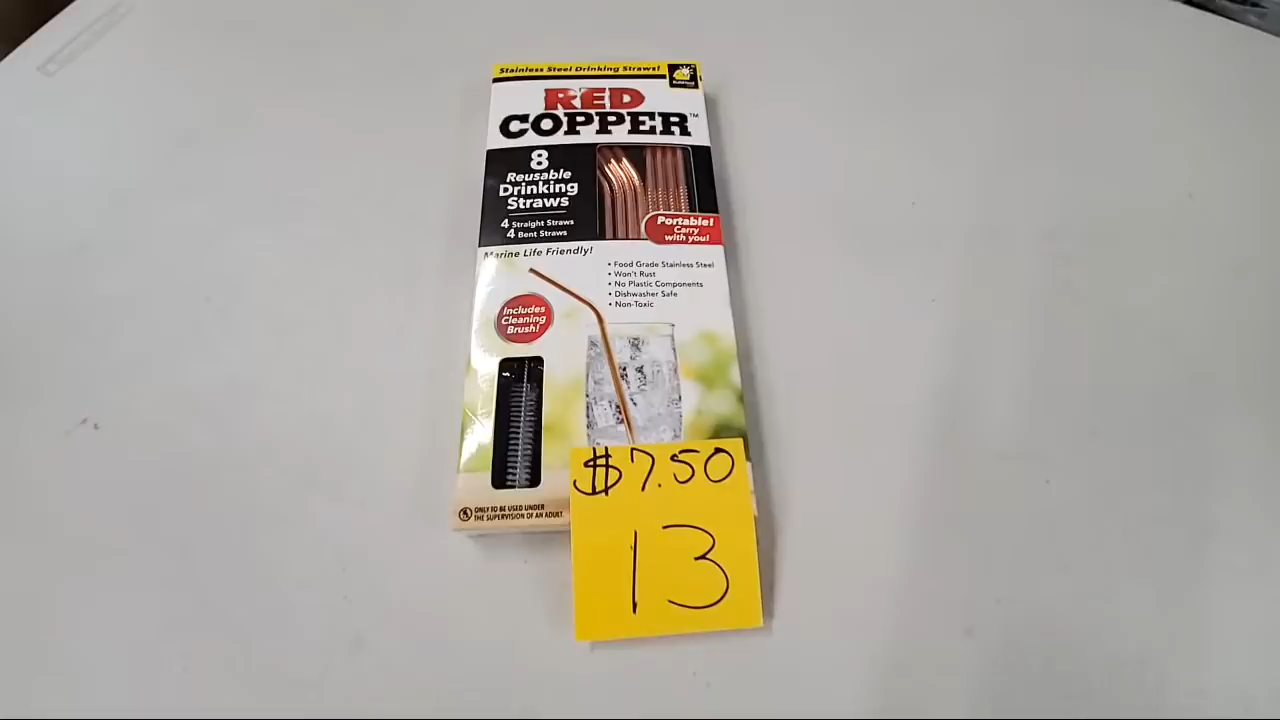 Stainless Steel Drinking Straws!
RED
COPPER™
8
Reusable
Drinking
Straws
4 Straight Straws
4 Bent Straws
Portable!
Carry
with you!
Marine Life Friendly!
• Food Grade Stainless Steel
• Won't Rust
• No Plastic Components
• Dishwasher Safe
• Non-Toxic
Includes
Cleaning
Brush!
ONLY TO BE USED UNDER
THE SUPERVISION OF AN ADULT.
$7.50
13